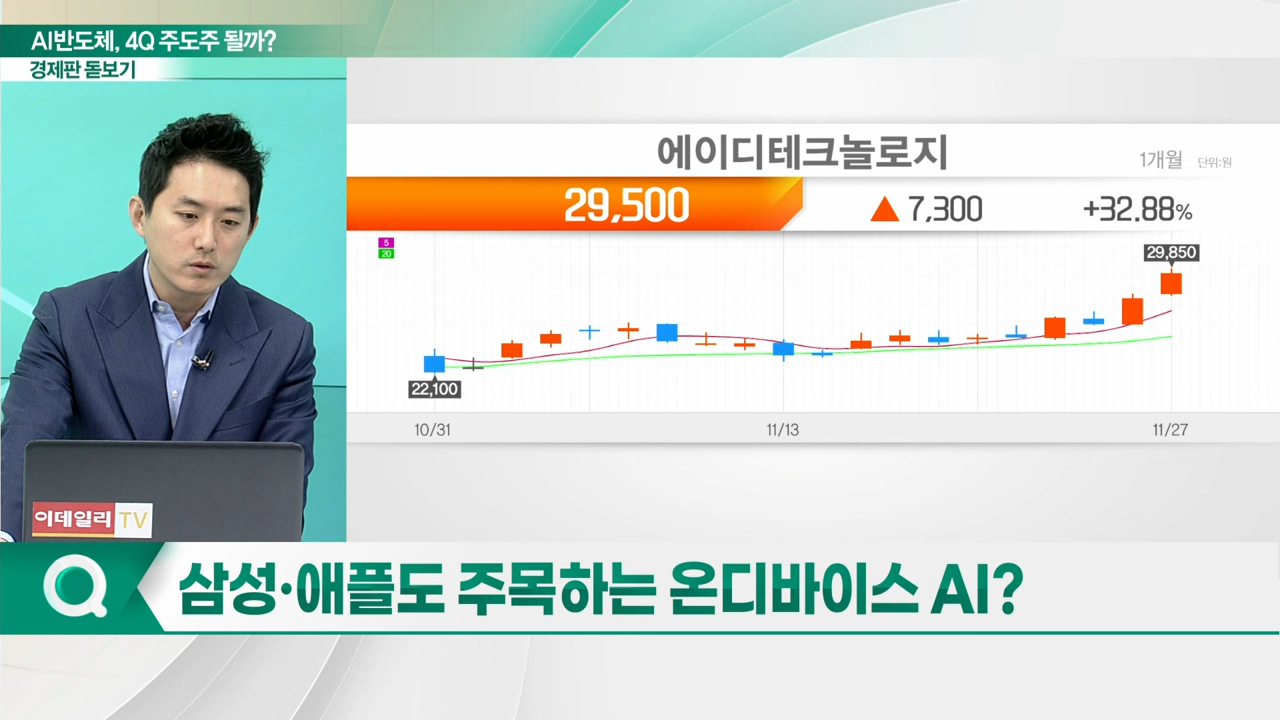 AI반도체, 4Q 주도주 될까?
경제판 돋보기
에이디테크놀로지
1개월 단위:원
29,500 ▲ 7,300 +32.88%
5
20
29,850
22,100
10/31 11/13 11/27
이데일리 TV
Q 삼성·애플도 주목하는 온디바이스 AI?